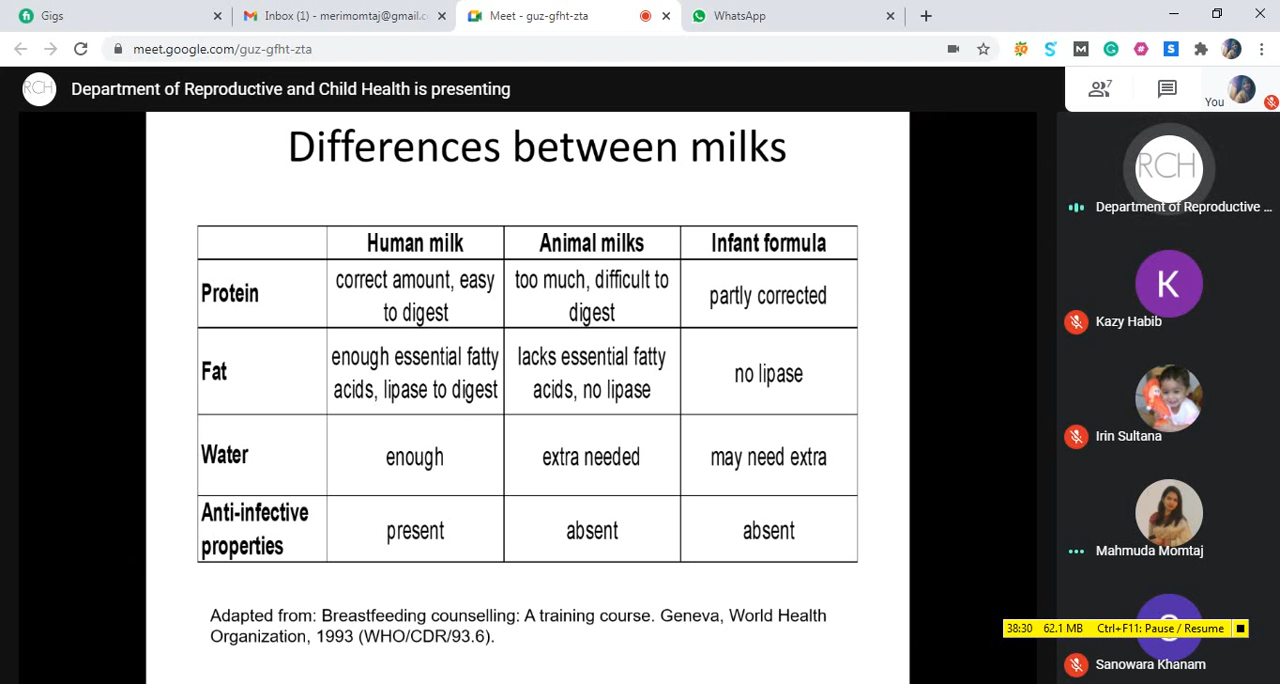 Gigs
Inbox (1) - merimomtaj@gmail.c
Meet - guz-gfht-zta
WhatsApp
meet.google.com/guz-gfht-zta
RCH
Department of Reproductive and Child Health is presenting
7
You
Differences between milks
Human milk Animal milks Infant formula
Protein
correct amount, easy
to digest
too much, difficult to
digest
partly corrected
Fat
enough essential fatty
acids, lipase to digest
lacks essential fatty
acids, no lipase
no lipase
Water enough extra needed may need extra
Anti-infective
properties
present absent absent
Adapted from: Breastfeeding counselling: A training course. Geneva, World Health
Organization, 1993 (WHO/CDR/93.6).
RCH
Department of Reproductive ...
K
Kazy Habib
Irin Sultana
Mahmuda Momtaj
38:30 62.1 MB Ctrl+F11: Pause / Resume
Sanowara Khanam